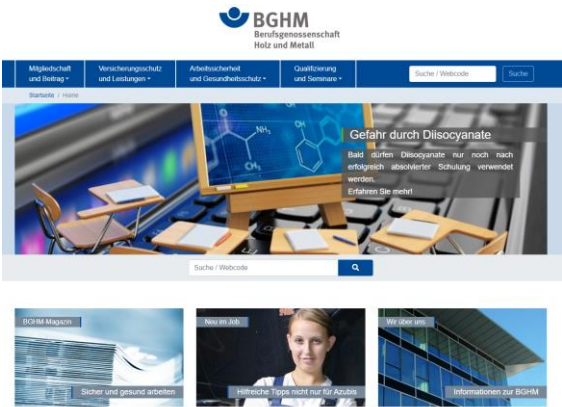 BGHM
Berufsgenossenschaft
Holz und Metall
Mitgliedschaft
und Beitrag
Versicherungsschutz
und Leistungen
Arbeitssicherheit
und Gesundheitsschutz
Qualifizierung
und Seminare
Suche / Webcode
Suche
Startseite / Home
NH₂
OH
CH₃
Gefahr durch Diisocyanate
Bald dürfen Diisocyanate nur noch nach
erfolgreich absolvierter Schulung verwendet
werden.
Erfahren Sie mehr!
Suche / Webcode
BGHM-Magazin
Sicher und gesund arbeiten
Neu im Job
Hilfreiche Tipps nicht nur für Azubis
Wir über uns
Informationen zur BGHM